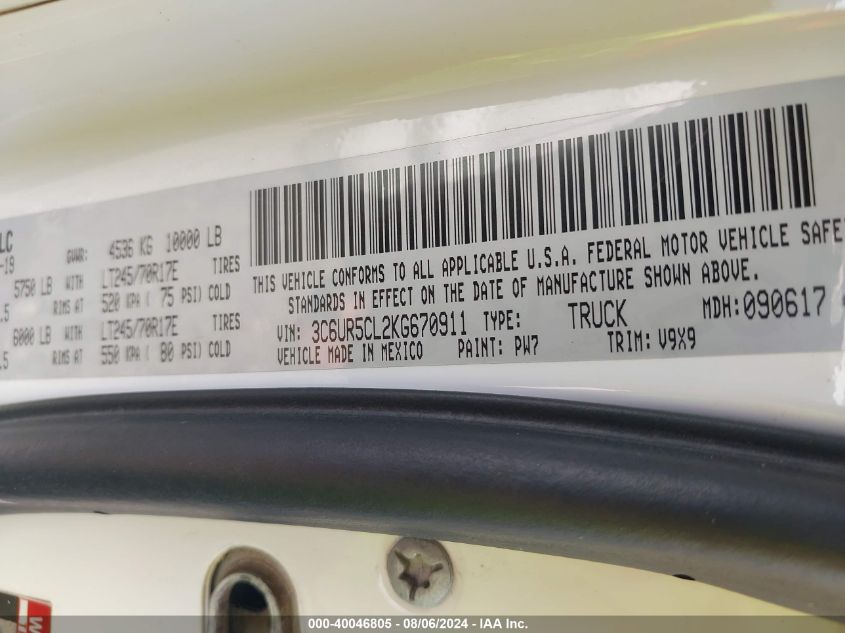 LC
-19
GVWR: 4536 KG 10000 LB
5750 LB WITH LT245/70R17E TIRES
.5 RIMS AT 520 KPA ( 75 PSI) COLD
6000 LB WITH LT245/70R17E TIRES
.5 RIMS AT 550 KPA ( 80 PSI) COLD
THIS VEHICLE CONFORMS TO ALL APPLICABLE U.S.A. FEDERAL MOTOR VEHICLE SAFE
STANDARDS IN EFFECT ON THE DATE OF MANUFACTURE SHOWN ABOVE.
VIN: 3C6UR5CL2KG670911 TYPE: TRUCK MDH:090617
VEHICLE MADE IN MEXICO PAINT: PW7 TRIM: V9X9
W
000-40046805 - 08/06/2024 - IAA Inc.